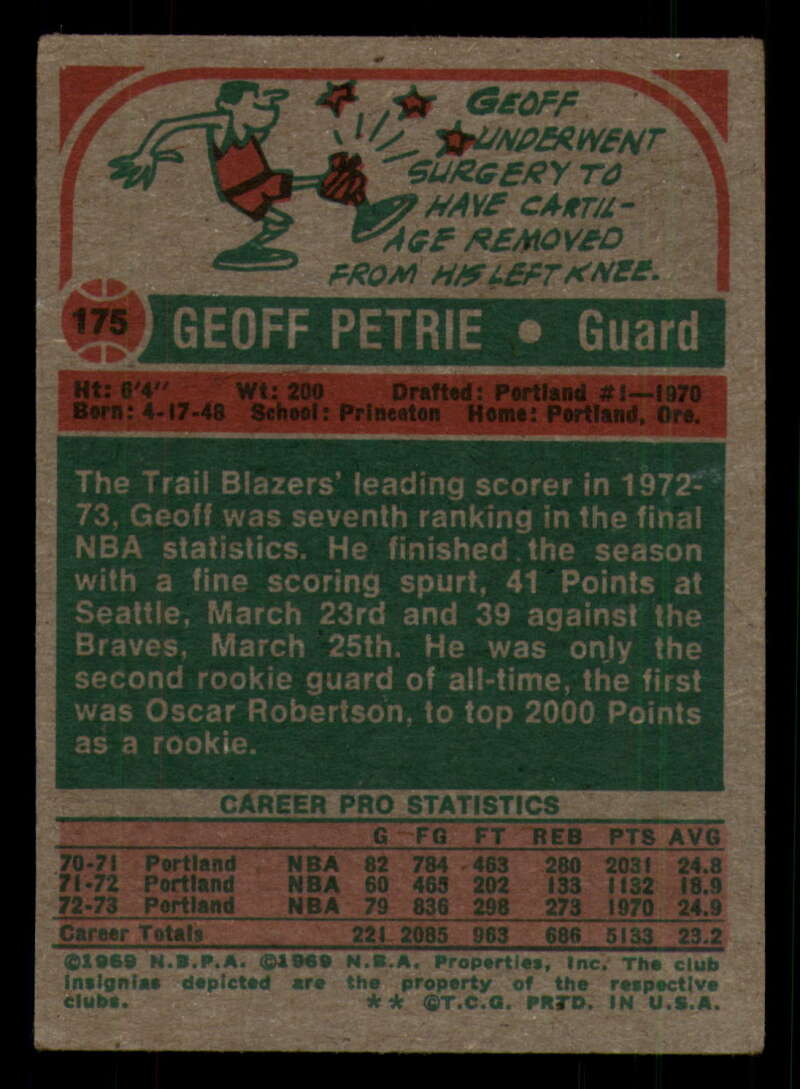 GEOFF
UNDERWENT
SURGERY TO
HAVE CARTIL-
AGE REMOVED
FROM HIS LEFT KNEE.
175 GEOFF PETRIE • Guard
Ht: 6'4" Wt: 200 Drafted: Portland #1—1970
Born: 4-17-48 School: Princeton Home: Portland, Ore.
The Trail Blazers' leading scorer in 1972-
73, Geoff was seventh ranking in the final
NBA statistics. He finished the season
with a fine scoring spurt, 41 Points at
Seattle, March 23rd and 39 against the
Braves, March 25th. He was only the
second rookie guard of all-time, the first
was Oscar Robertson, to top 2000 Points
as a rookie.
CAREER PRO STATISTICS
G FG FT REB PTS AVG
70-71 Portland NBA 82 784 463 280 2031 24.8
71-72 Portland NBA 60 465 202 133 1132 18.9
72-73 Portland NBA 79 836 298 273 1970 24.9
Career Totals 221 2085 963 686 5133 23.2
©1969 N.B.P.A. ©1969 N.B.A. Properties, Inc. The club
insignias depicted are the property of the respective
clubs. ** ©T.C.G. PRTD. IN U.S.A.